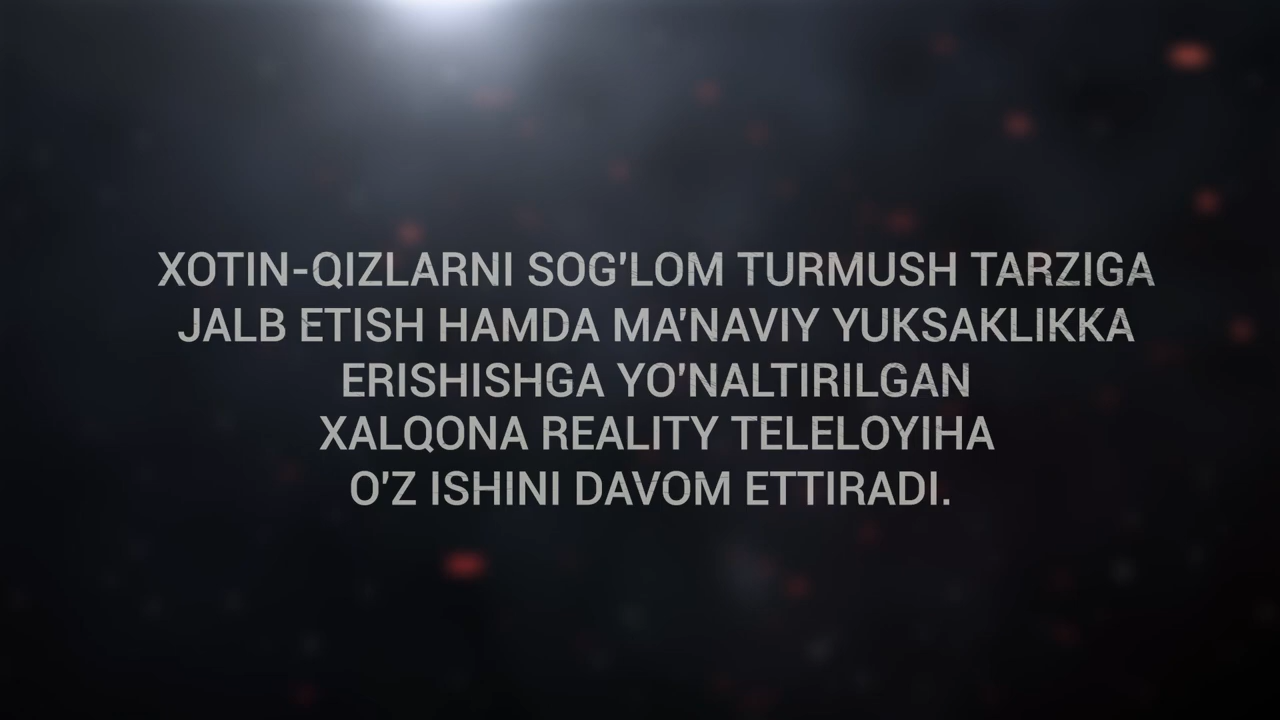 XOTIN-QIZLARNI SOG'LOM TURMUSH TARZIGA
JALB ETISH HAMDA MA'NAVIY YUKSAKLIKKA
ERISHISHGA YO'NALTIRILGAN
XALQONA REALITY TELELOYIHA
O'Z ISHINI DAVOM ETTIRADI.